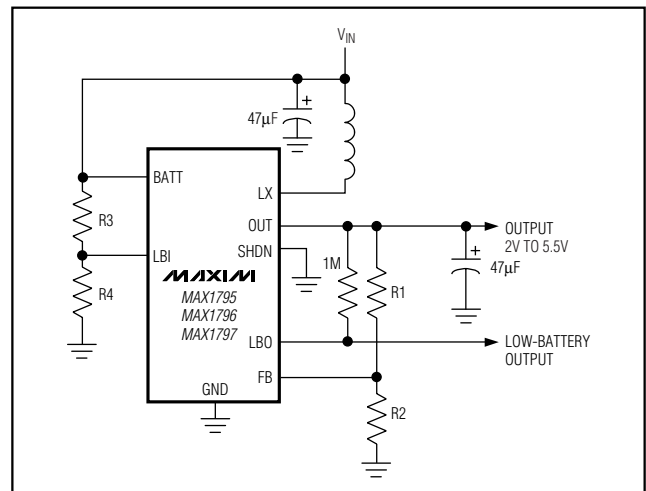 VIN
47µF
BATT
LX
R3
OUT
OUTPUT
2V TO 5.5V
SHDN
LBI
MAXIM
1M
R1
47µF
R4
MAX1795
MAX1796
MAX1797
LBO
LOW-BATTERY
OUTPUT
FB
GND
R2